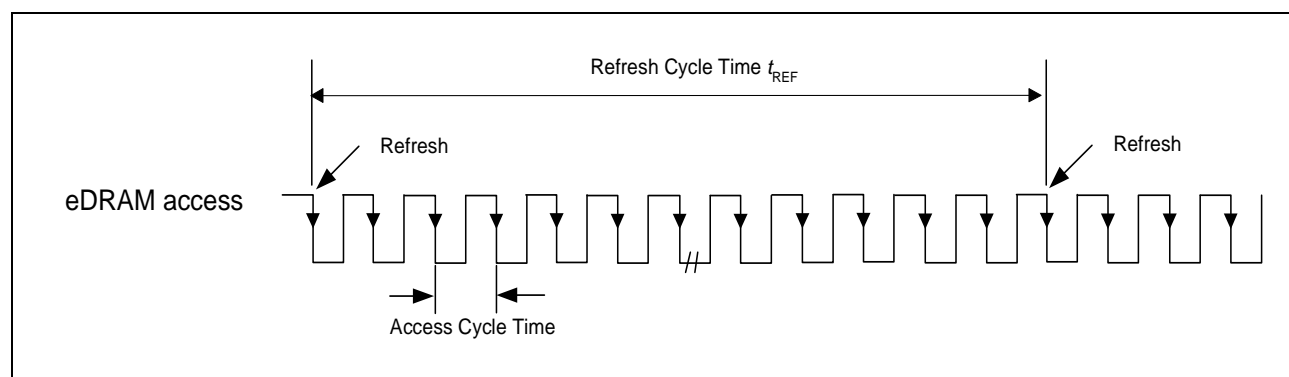 Refresh Cycle Time tREF
Refresh
Refresh
eDRAM access
Access Cycle Time